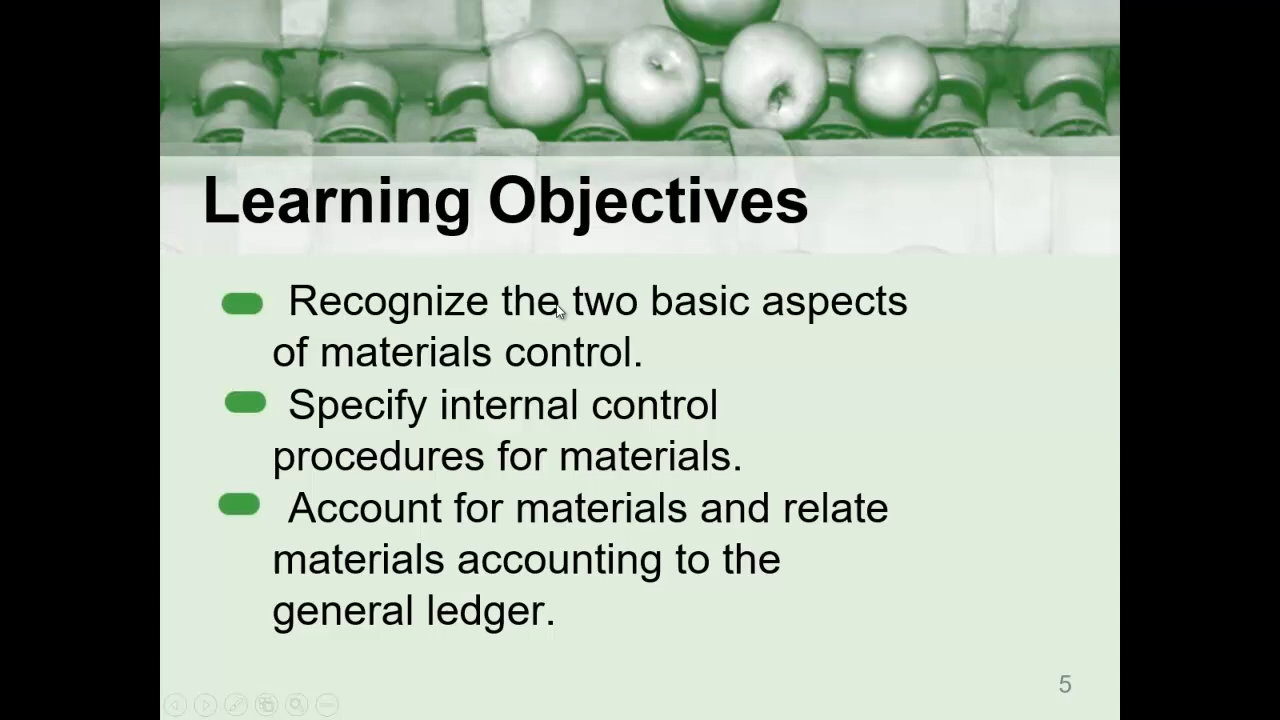 Learning Objectives
Recognize the two basic aspects
of materials control.
Specify internal control
procedures for materials.
Account for materials and relate
materials accounting to the
general ledger.
5